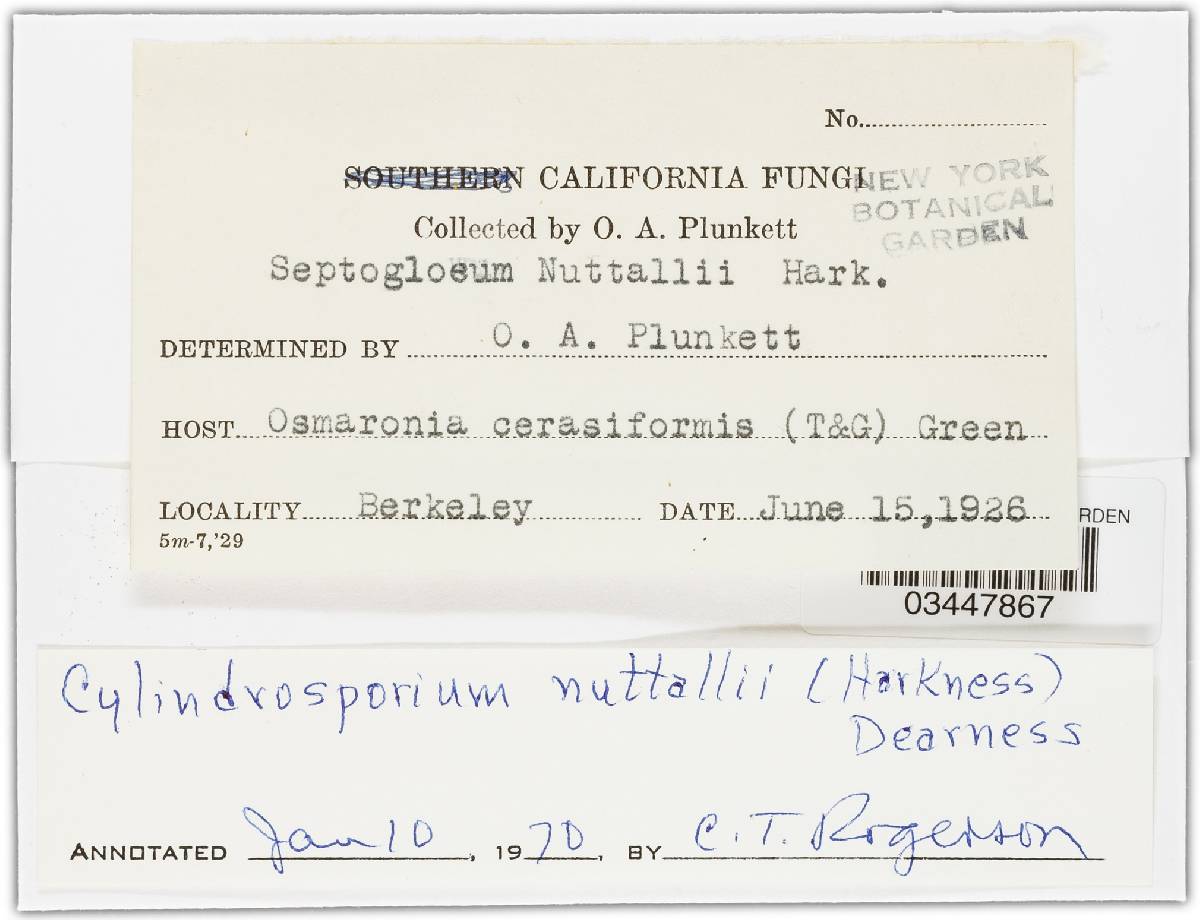 No.
SOUTHERN CALIFORNIA FUNGI
NEW YORK
BOTANICAL
GARDEN
Collected by O. A. Plunkett
Septogloeum Nuttallii Hark.
DETERMINED BY O. A. Plunkett
HOST Osmaronia cerasiformis (T&G) Green
LOCALITY Berkeley DATE June 15,1926
5m-7,'29
RDEN
03447867
Cylindrosporium nuttallii (Harkness)
Dearness
ANNOTATED Jan 10, 1970, BY C. T. Rogerson